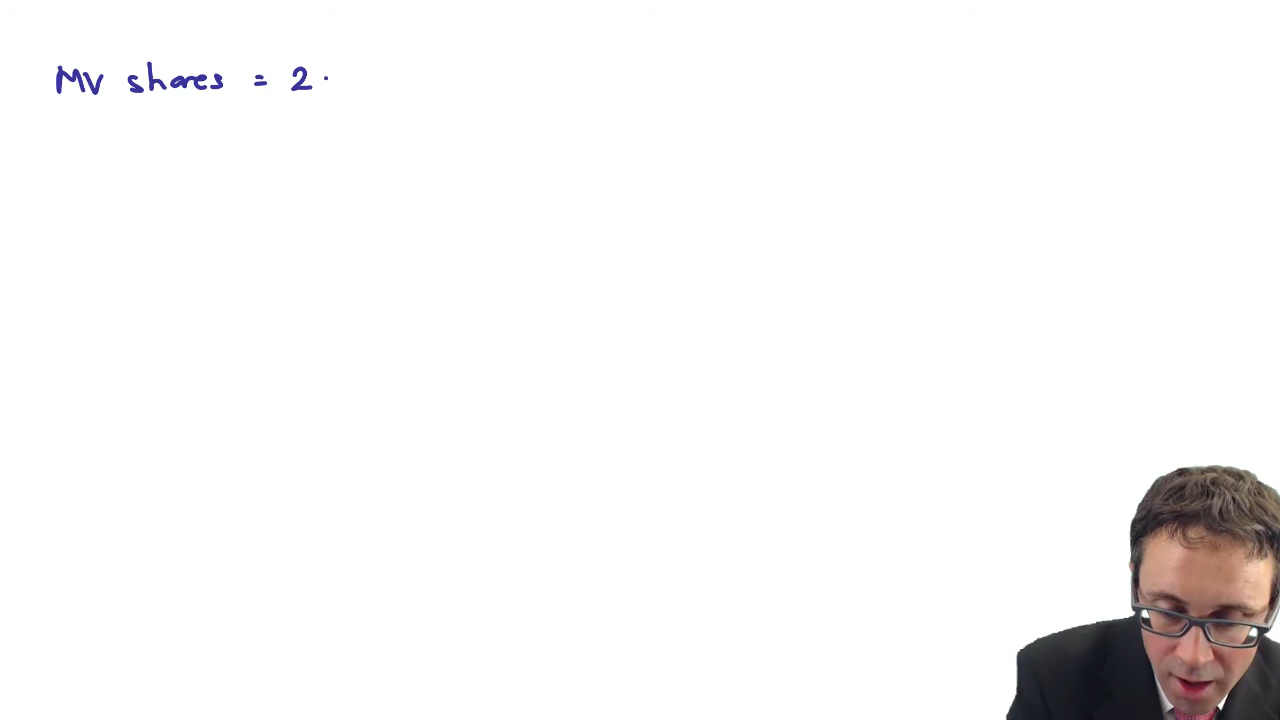 MV shares = 2.